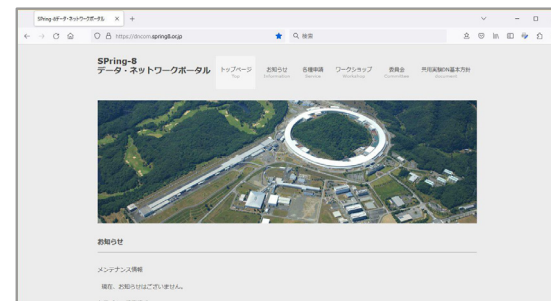 SPring-8データ・ネットワークポータル
https://dncom.spring8.or.jp
検索
SPring-8
データ・ネットワークポータル
トップページ お知らせ 各種申請 ワークショップ 委員会 共用実験DN基本方針
Top Information Service Workshop Committee document
お知らせ
メンテナンス情報
現在、お知らせはございません。